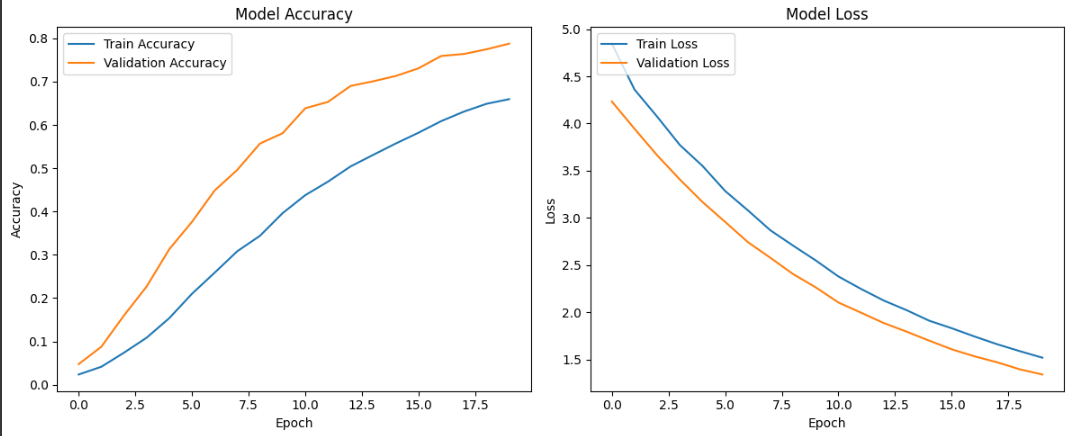 Model Accuracy
Train Accuracy
Validation Accuracy
0.8
0.7
0.6
0.5
0.4
0.3
0.2
0.1
0.0
Accuracy
0.0 2.5 5.0 7.5 10.0 12.5 15.0 17.5
Epoch
Model Loss
Train Loss
Validation Loss
5.0
4.5
4.0
3.5
3.0
2.5
2.0
1.5
Loss
0.0 2.5 5.0 7.5 10.0 12.5 15.0 17.5
Epoch